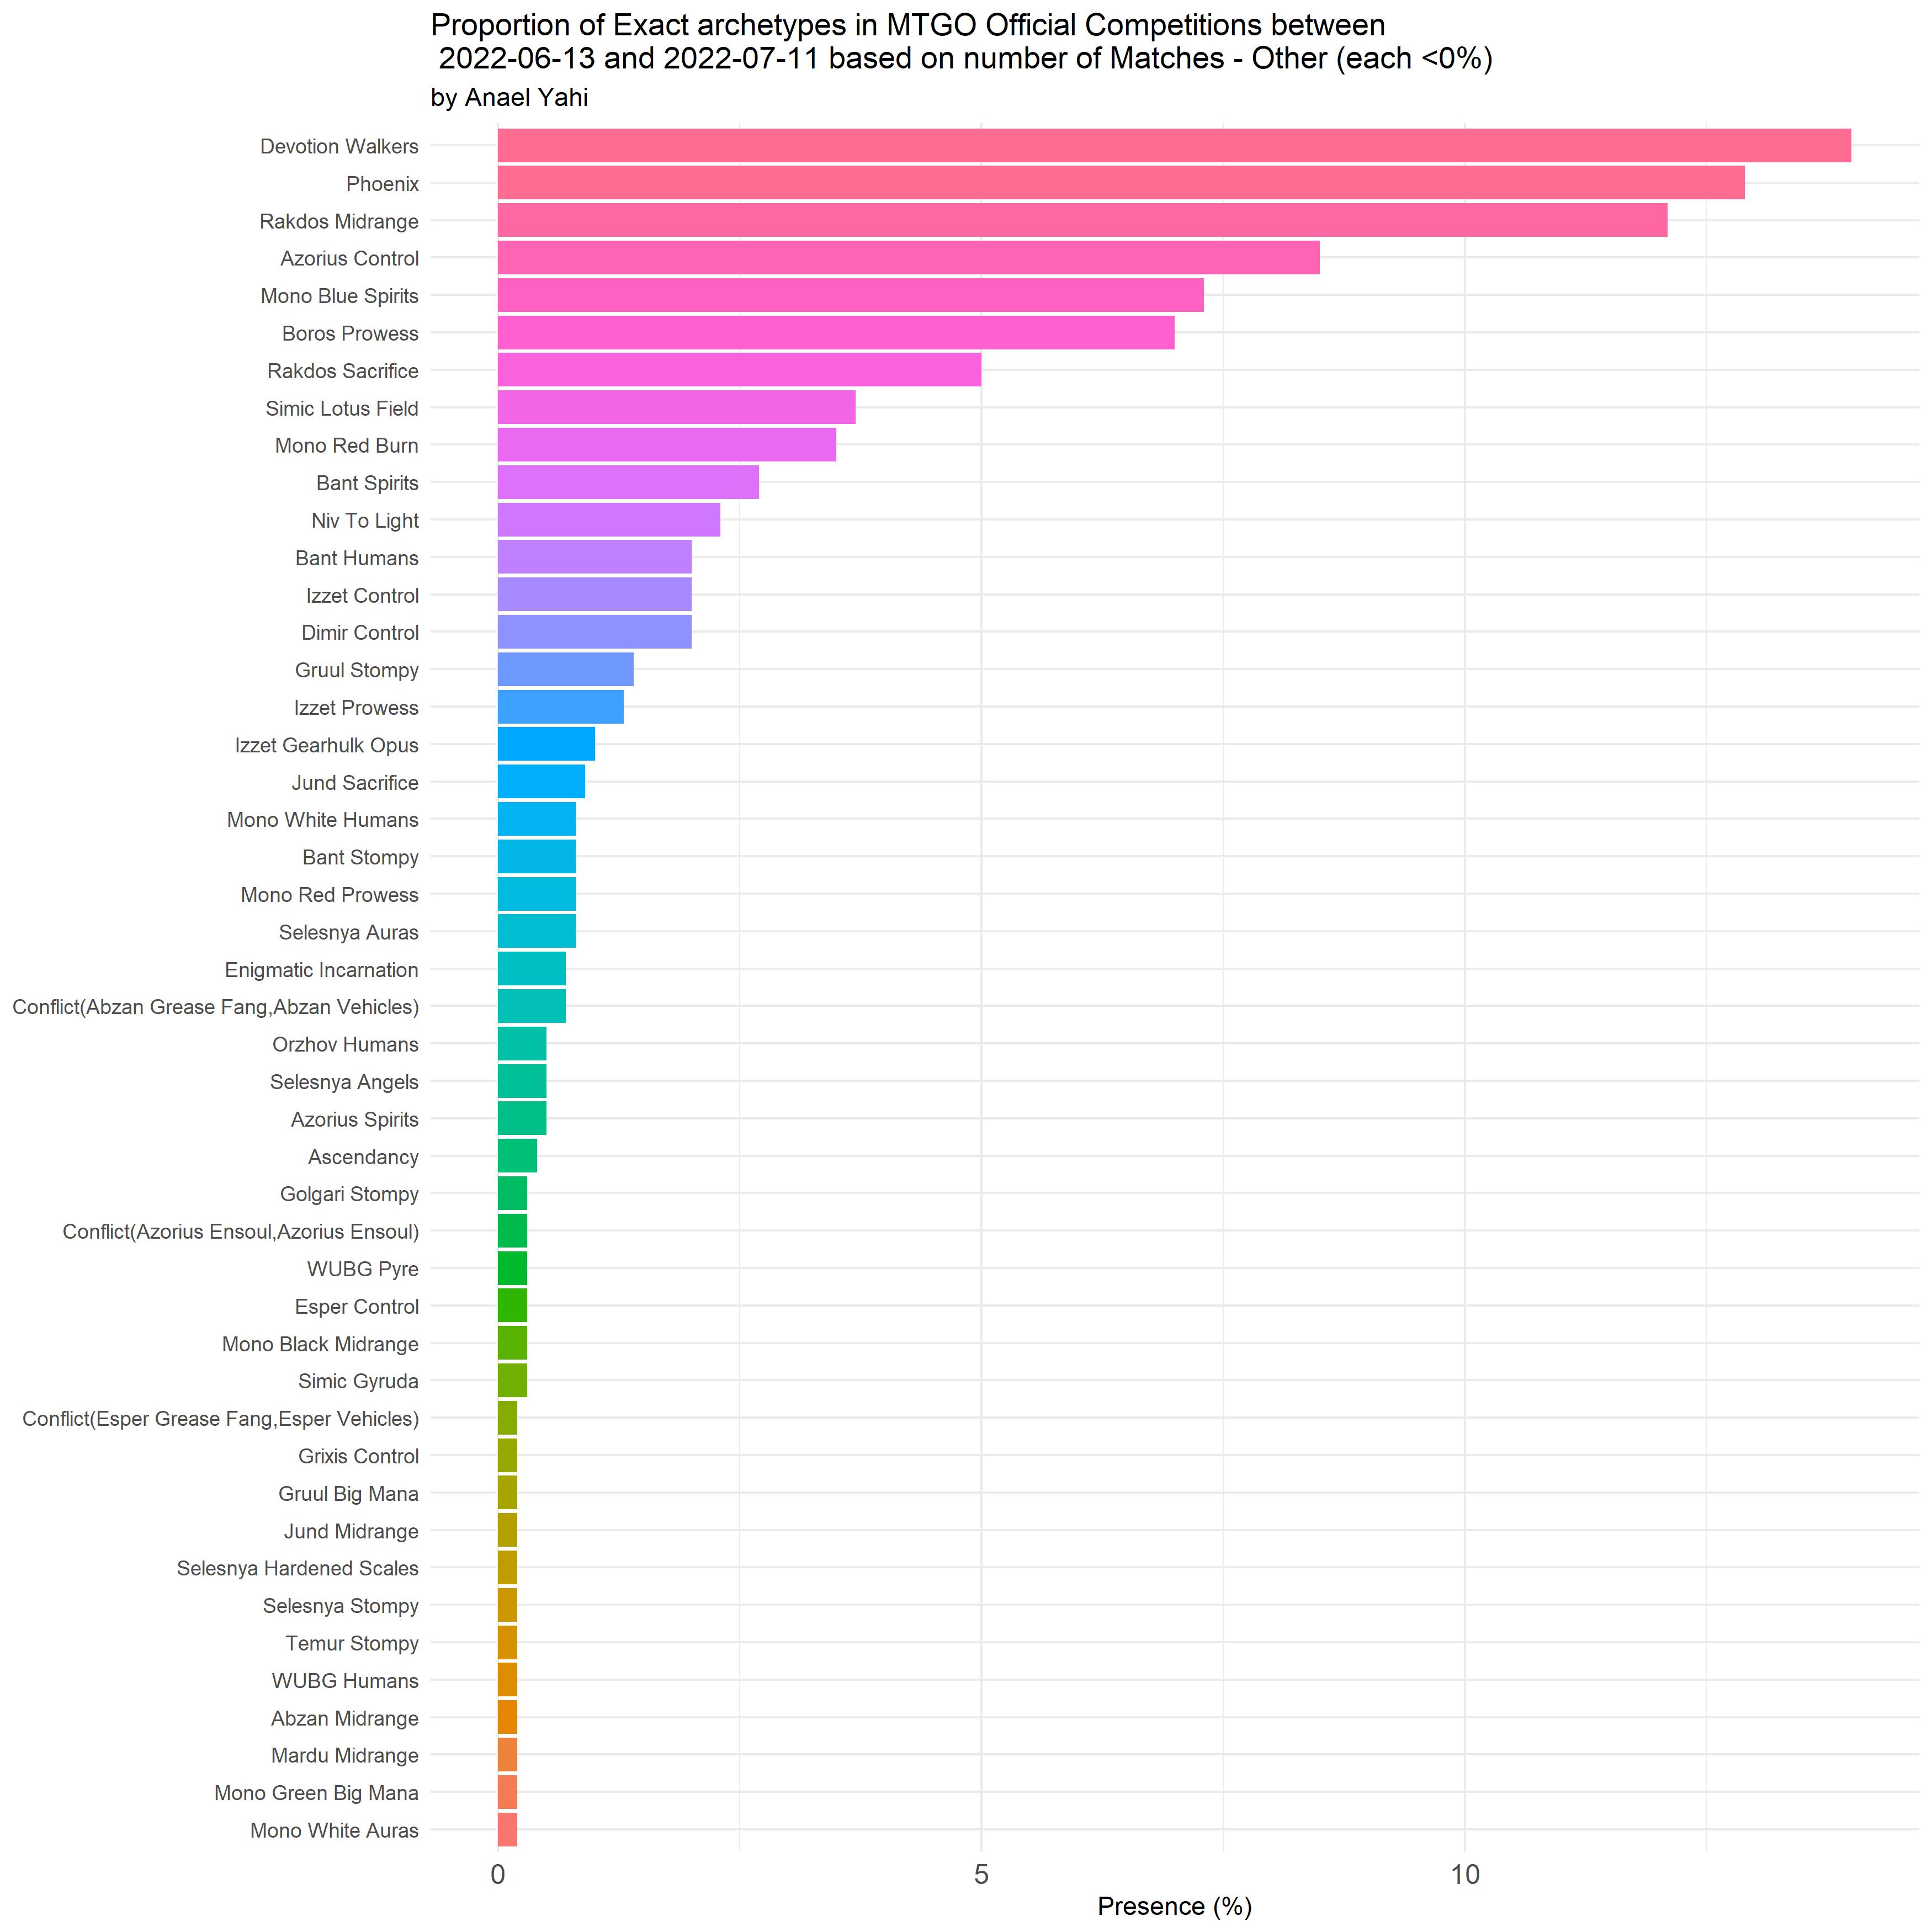 Proportion of Exact archetypes in MTGO Official Competitions between
2022-06-13 and 2022-07-11 based on number of Matches - Other (each <0%)
by Anael Yahi
Devotion Walkers
Phoenix
Rakdos Midrange
Azorius Control
Mono Blue Spirits
Boros Prowess
Rakdos Sacrifice
Simic Lotus Field
Mono Red Burn
Bant Spirits
Niv To Light
Bant Humans
Izzet Control
Dimir Control
Gruul Stompy
Izzet Prowess
Izzet Gearhulk Opus
Jund Sacrifice
Mono White Humans
Bant Stompy
Mono Red Prowess
Selesnya Auras
Enigmatic Incarnation
Conflict(Abzan Grease Fang,Abzan Vehicles)
Orzhov Humans
Selesnya Angels
Azorius Spirits
Ascendancy
Golgari Stompy
Conflict(Azorius Ensoul,Azorius Ensoul)
WUBG Pyre
Esper Control
Mono Black Midrange
Simic Gyruda
Conflict(Esper Grease Fang,Esper Vehicles)
Grixis Control
Gruul Big Mana
Jund Midrange
Selesnya Hardened Scales
Selesnya Stompy
Temur Stompy
WUBG Humans
Abzan Midrange
Mardu Midrange
Mono Green Big Mana
Mono White Auras
0 5 10
Presence (%)